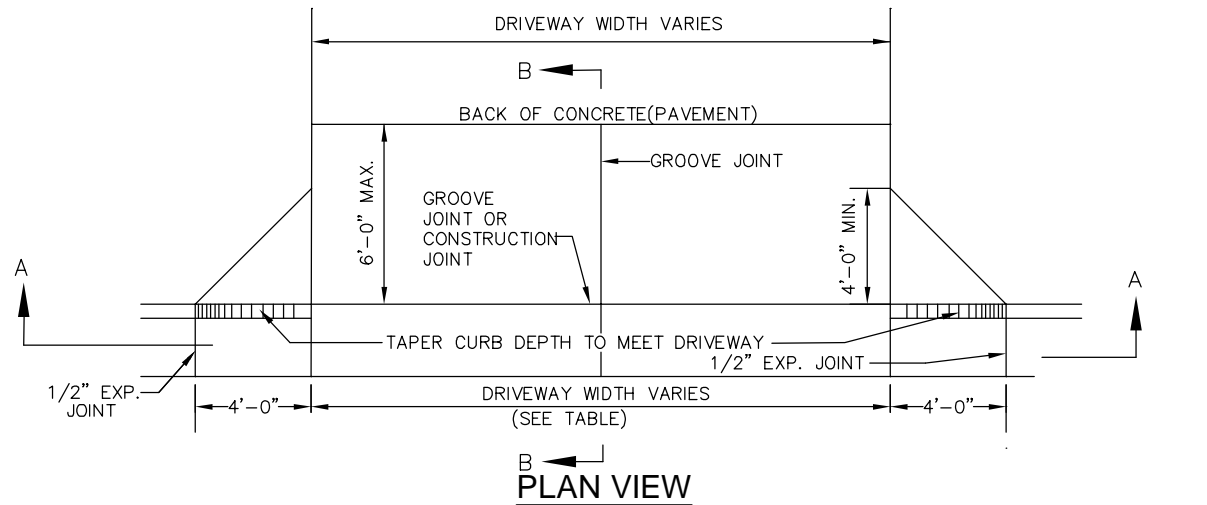 DRIVEWAY WIDTH VARIES
B
BACK OF CONCRETE(PAVEMENT)
GROOVE JOINT
6'-0" MAX.
GROOVE
JOINT OR
CONSTRUCTION
JOINT
4'-0" MIN.
A
A
TAPER CURB DEPTH TO MEET DRIVEWAY
1/2" EXP. JOINT
1/2" EXP.
JOINT
4'-0"
DRIVEWAY WIDTH VARIES
(SEE TABLE)
4'-0"
B
PLAN VIEW